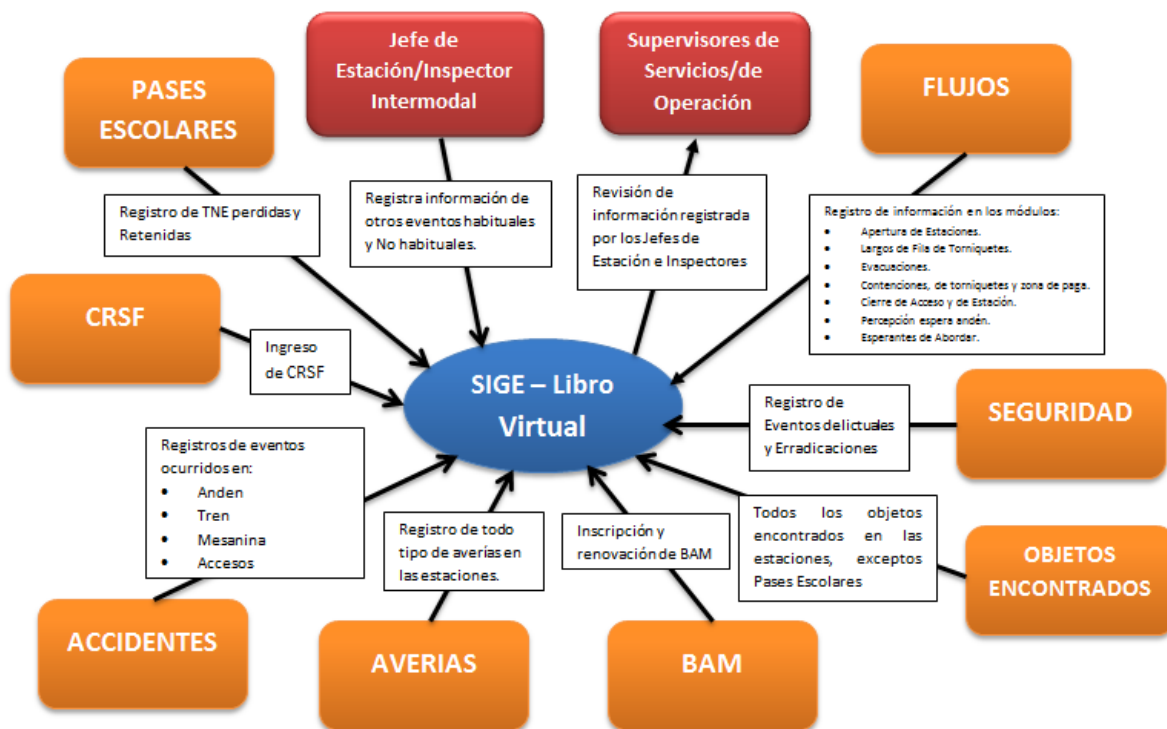 PASES
ESCOLARES
Jefe de
Estación/Inspector
Intermodal
Supervisores de
Servicios/de
Operación
FLUJOS
Registro de TNE perdidas y
Retenidas
Registra información de
otros eventos habituales
y No habituales.
Revisión de
información registrada
por los Jefes de
Estación e Inspectores
Registro de información en los módulos:
• Apertura de Estaciones.
• Largos de Fila de Torniquetes.
• Evacuaciones.
• Contenciones, de torniquetes y zona de paga.
• Cierre de Acceso y de Estación.
• Percepción espera andén.
• Esperantes de Abordar.
CRSF
Ingreso
de CRSF
SIGE – Libro
Virtual
Registro de
Eventos delictuales
y Erradicaciones
SEGURIDAD
Registros de eventos
ocurridos en:
• Anden
• Tren
• Mesanina
• Accesos
Registro de todo
tipo de averías en
las estaciones.
Inscripción y
renovación de BAM
Todos los objetos
encontrados en las
estaciones, exceptos
Pases Escolares
OBJETOS
ENCONTRADOS
ACCIDENTES
AVERIAS
BAM